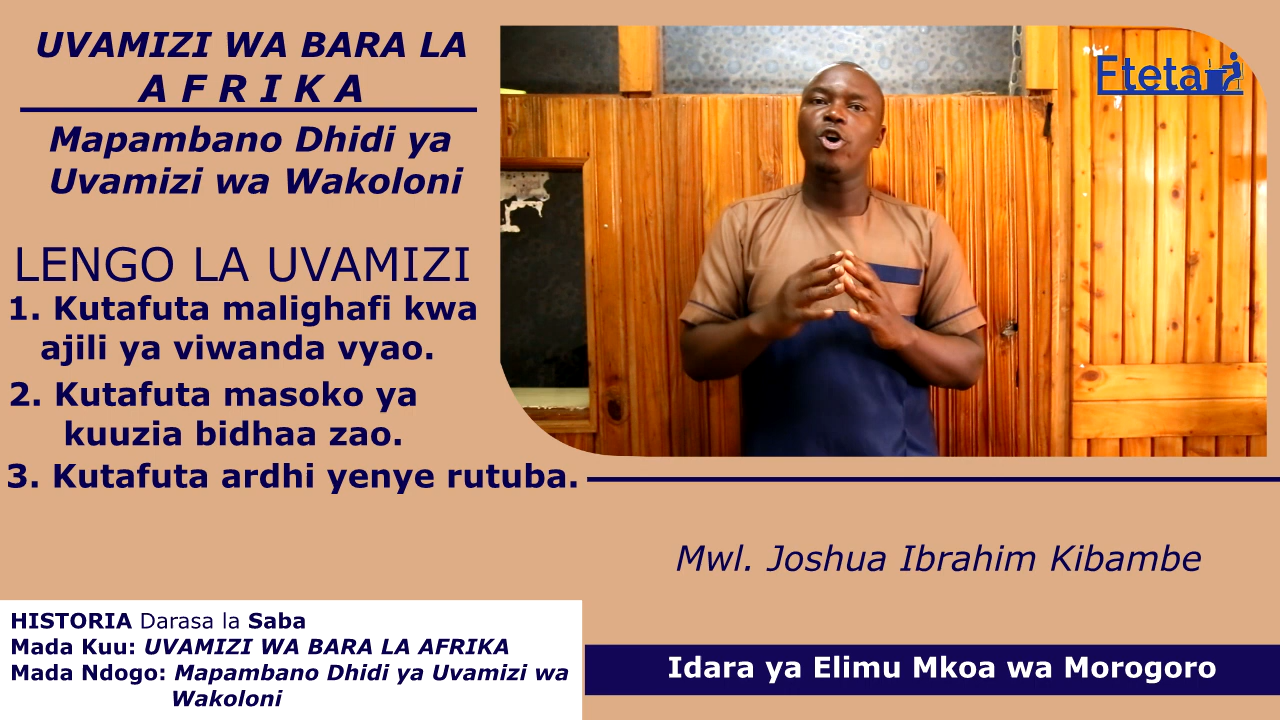 UVAMIZI WA BARA LA
AFRIKA
Mapambano Dhidi ya
Uvamizi wa Wakoloni
LENGO LA UVAMIZI
1. Kutafuta malighafi kwa
ajili ya viwanda vyao.
2. Kutafuta masoko ya
kuuzia bidhaa zao.
3. Kutafuta ardhi yenye rutuba.
Eteta
Mwl. Joshua Ibrahim Kibambe
HISTORIA Darasa la Saba
Mada Kuu: UVAMIZI WA BARA LA AFRIKA
Mada Ndogo: Mapambano Dhidi ya Uvamizi wa
Wakoloni
Idara ya Elimu Mkoa wa Morogoro